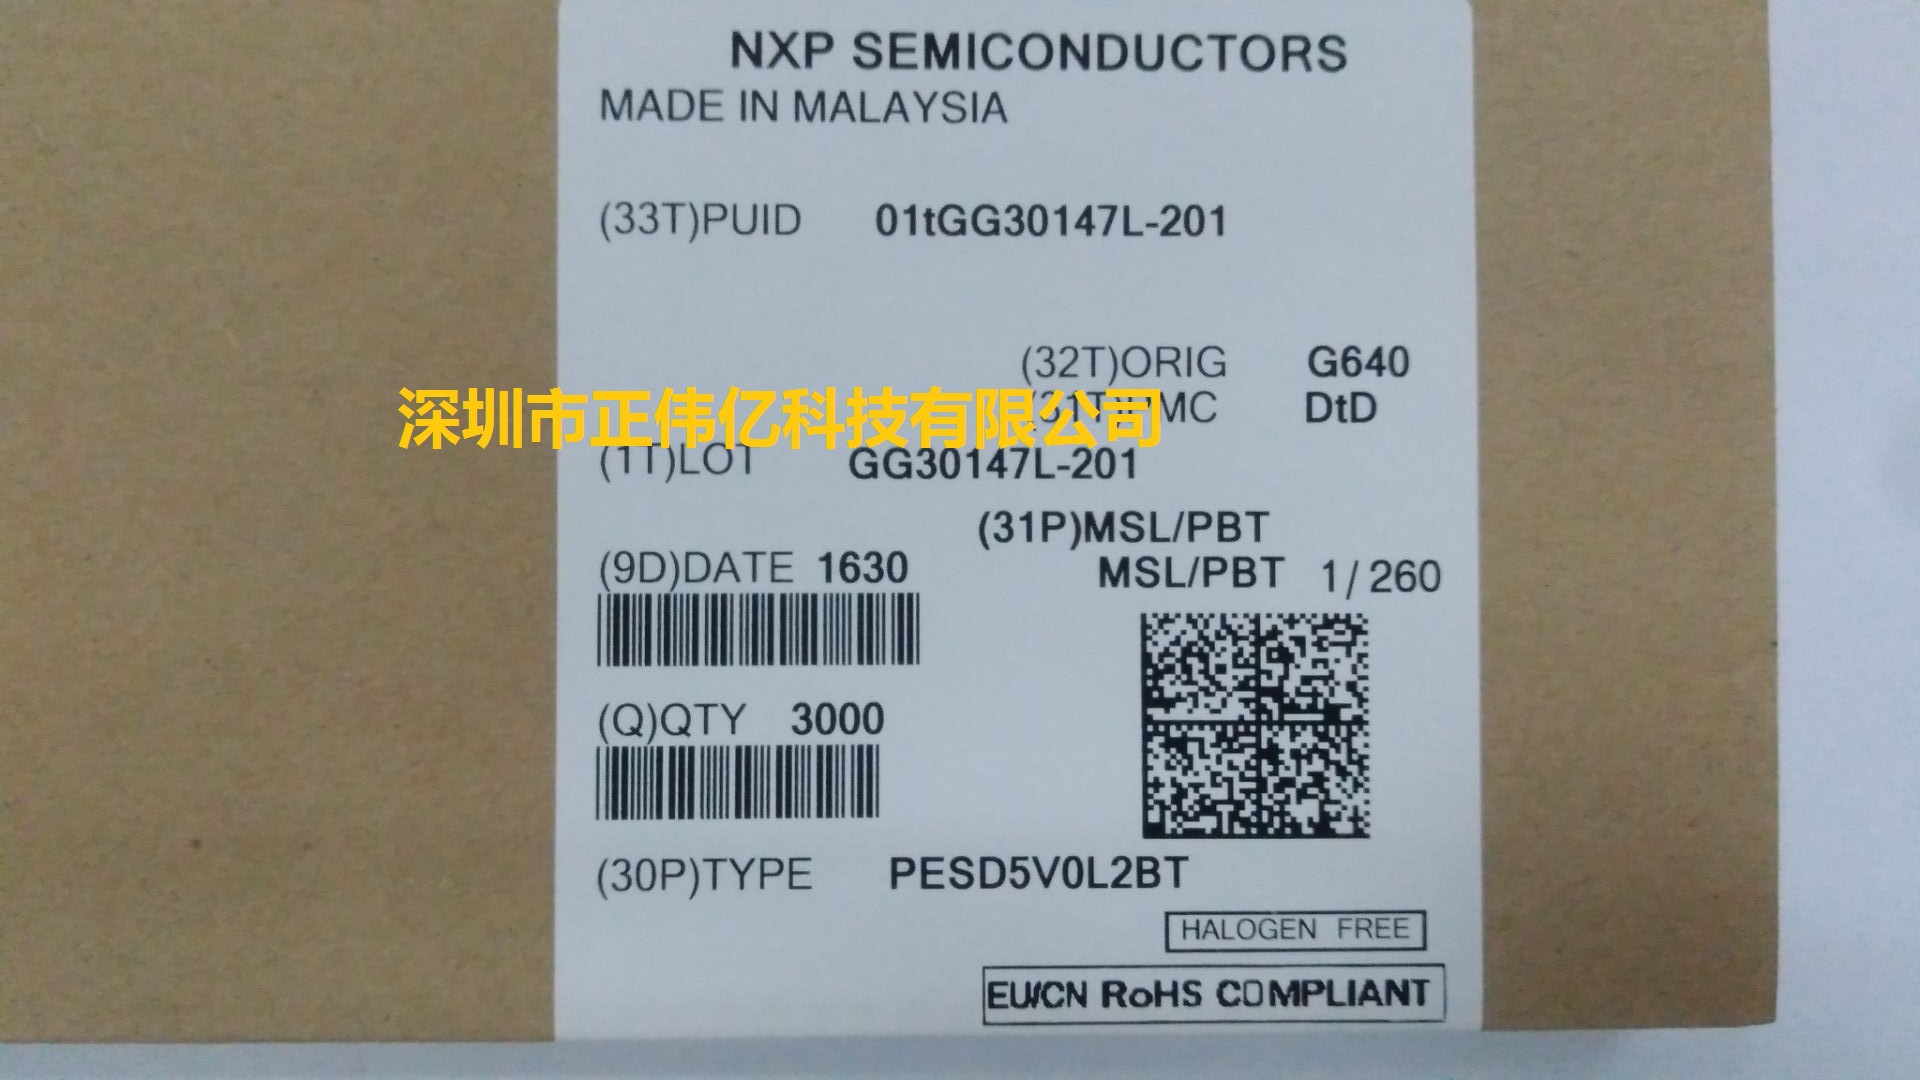 NXP SEMICONDUCTORS
MADE IN MALAYSIA
(33T)PUID 01tGG30147L-201
(32T)ORIG G640
深圳市正伟亿科技有限公司
DtD
(1T)LOT GG30147L-201
(31P)MSL/PBT
(9D)DATE 1630
MSL/PBT 1/260
(Q)QTY 3000
(30P)TYPE PESD5V0L2BT
HALOGEN FREE
EU/CN RoHS COMPLIANT